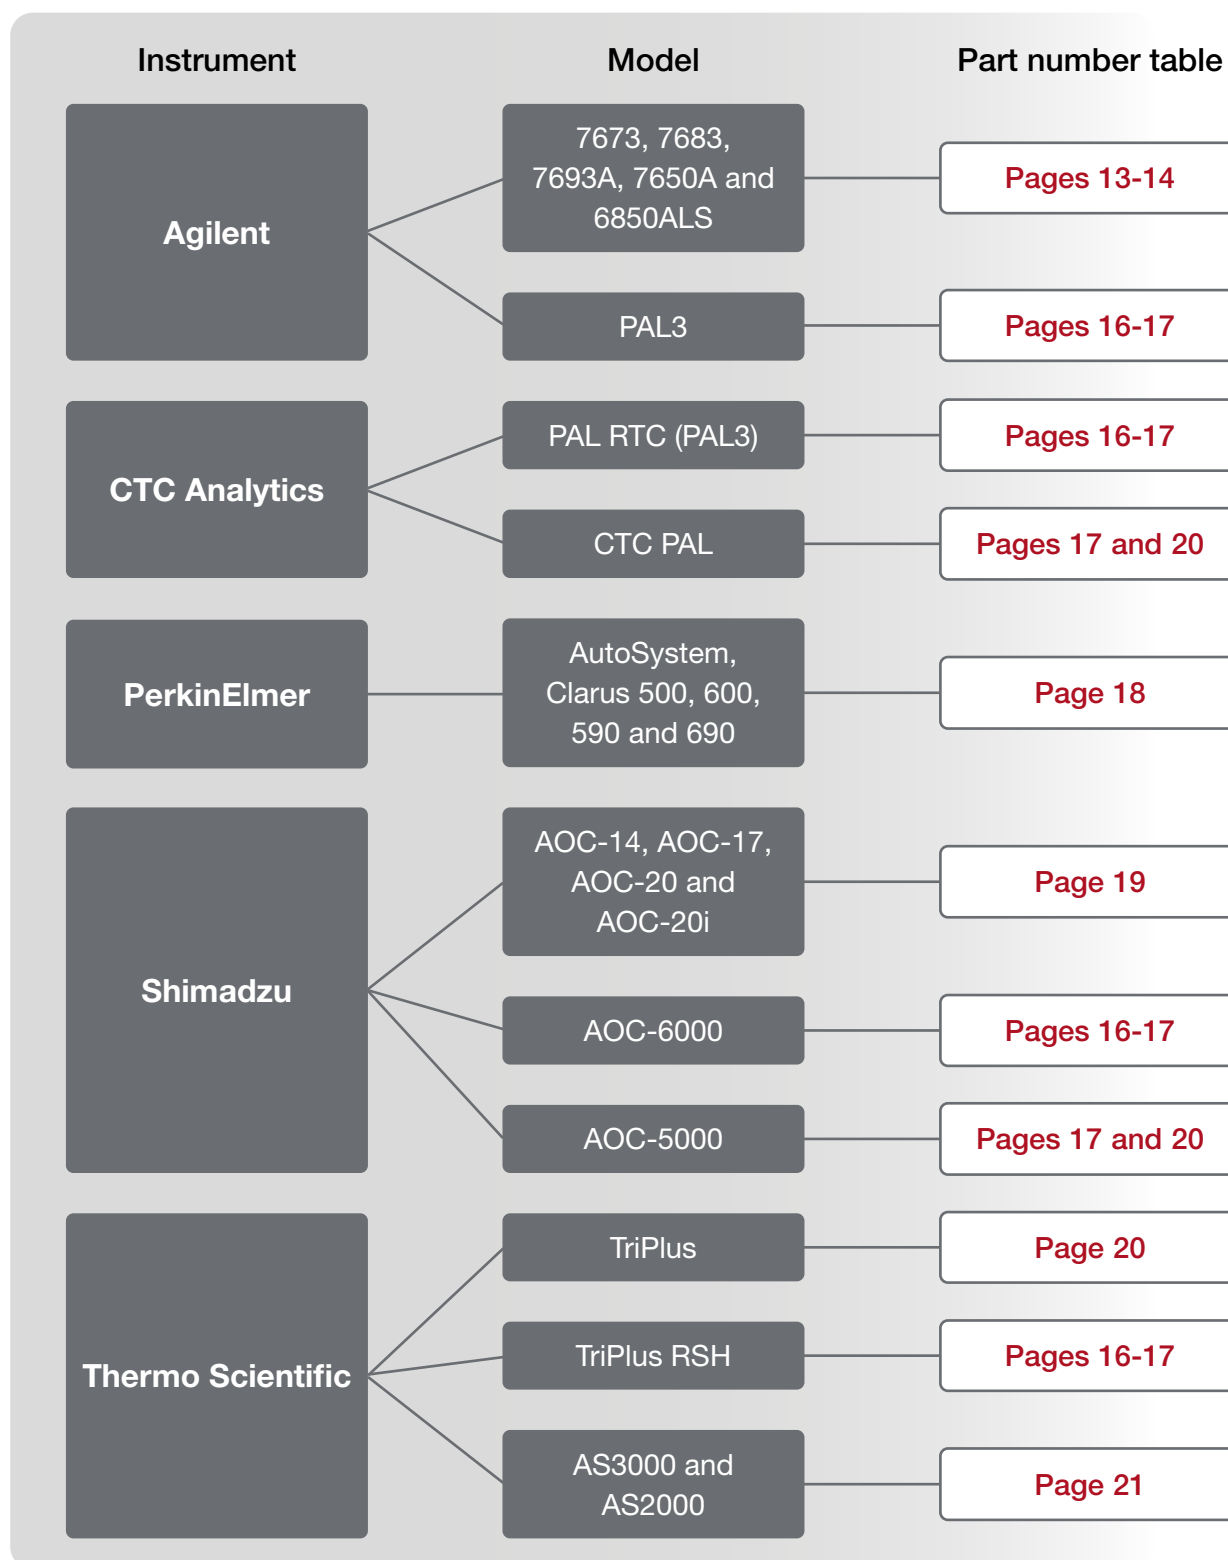 Instrument
Model
Part number table
Agilent
7673, 7683,
7693A, 7650A and
6850ALS
Pages 13-14
PAL3
Pages 16-17
CTC Analytics
PAL RTC (PAL3)
Pages 16-17
CTC PAL
Pages 17 and 20
PerkinElmer
AutoSystem,
Clarus 500, 600,
590 and 690
Page 18
Shimadzu
AOC-14, AOC-17,
AOC-20 and
AOC-20i
Page 19
AOC-6000
Pages 16-17
AOC-5000
Pages 17 and 20
Thermo Scientific
TriPlus
Page 20
TriPlus RSH
Pages 16-17
AS3000 and
AS2000
Page 21